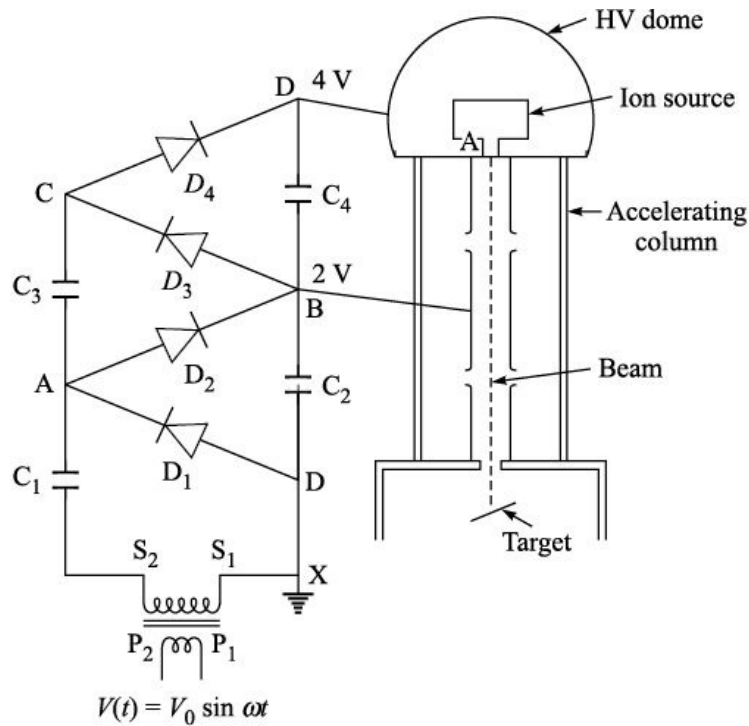 HV dome
D 4 V
Ion source
A
D₄
C
C₄
Accelerating
column
D₃
C₃
2 V
B
A
D₂
C₂
Beam
D₁
C₁
D
Target
S₂ S₁
X
P₂ P₁
V(t) = V₀ sin ωt